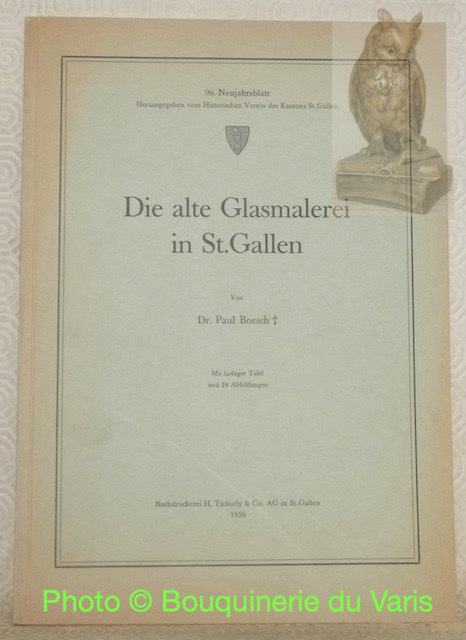 96. Neujahrsblatt
Herausgegeben vom Historischen Verein des Kantons St. Gallen
Die alte Glasmalerei
in St. Gallen
Von
Dr. Paul Boesch †
Mit farbiger Tafel
und 24 Abbildungen
Buchdruckerei H. Tschudy & Co. AG in St. Gallen
1956
Photo © Bouquinerie du Varis